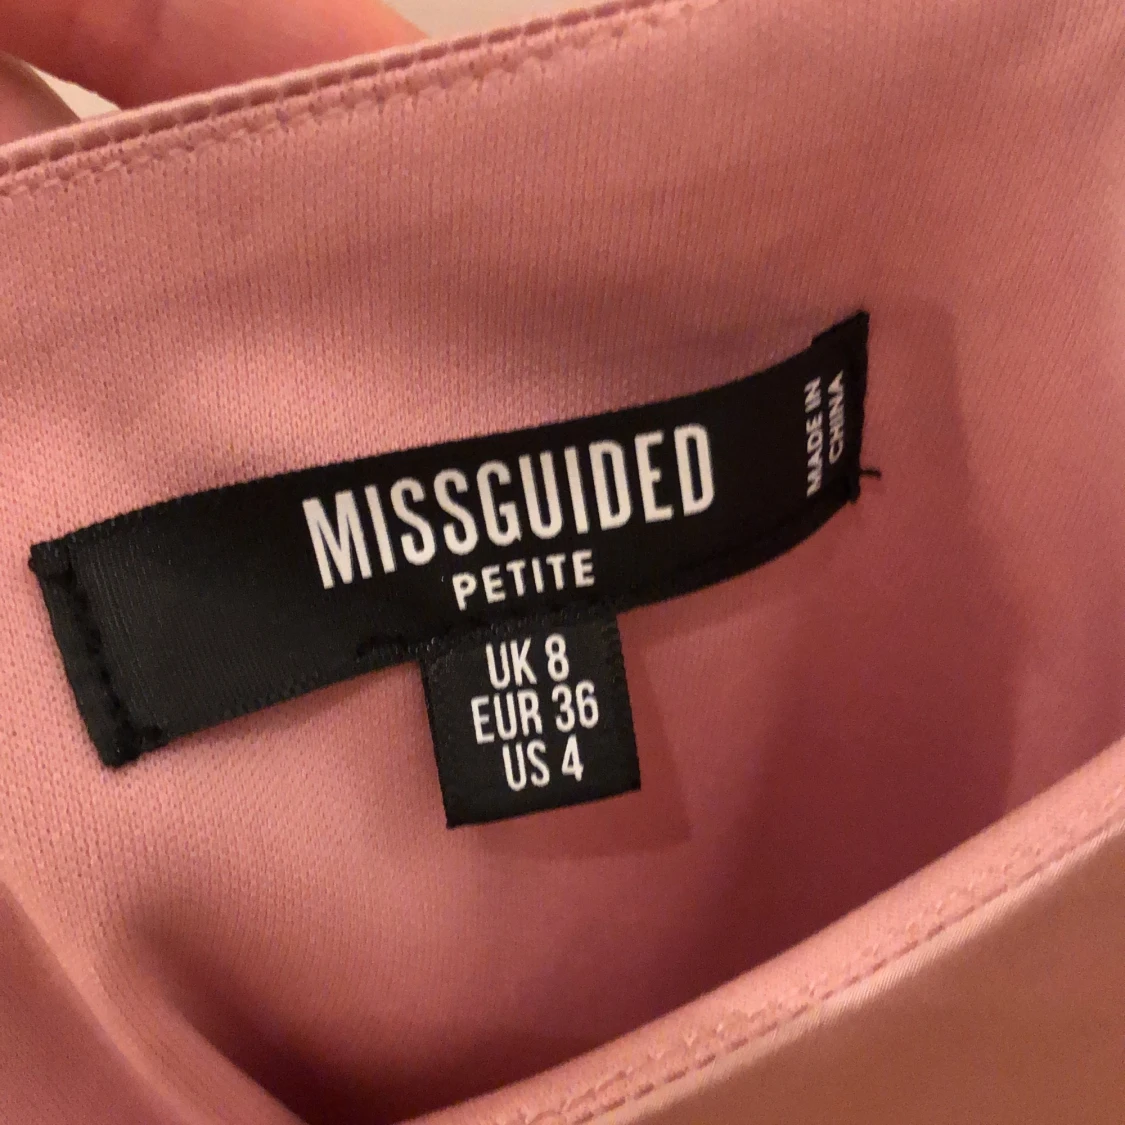 MISSGUIDED
PETITE
MADE IN
CHINA
UK 8
EUR 36
US 4